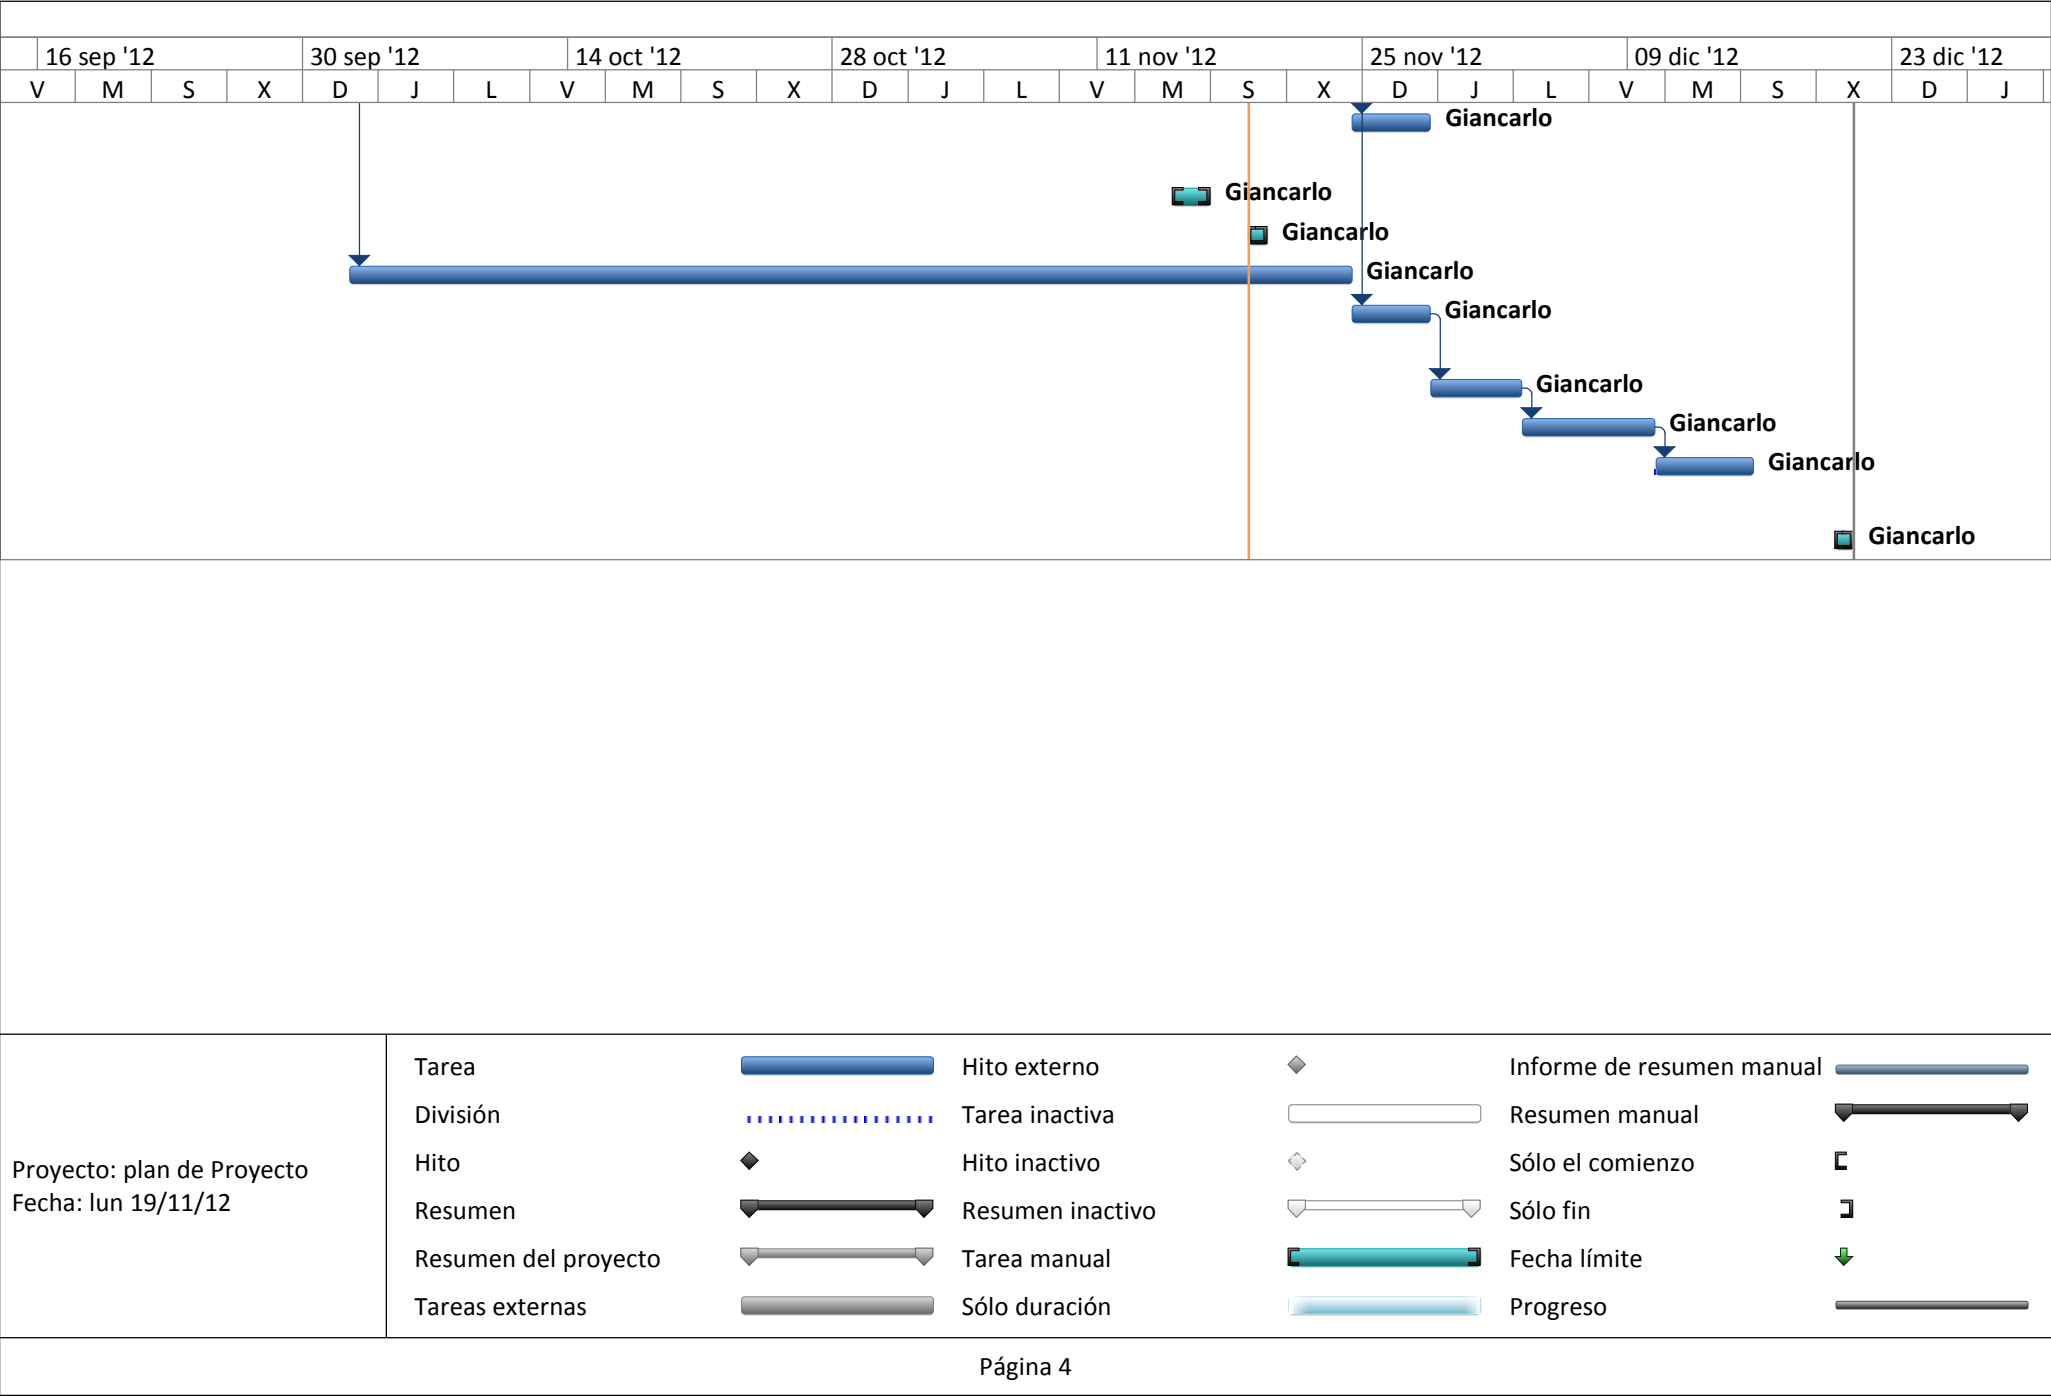 16 sep '12 30 sep '12 14 oct '12 28 oct '12 11 nov '12 25 nov '12 09 dic '12 23 dic '12
V M S X D J L V M S X D J L V M S X D J L V M S X D J
Giancarlo
Giancarlo
Giancarlo
Giancarlo
Giancarlo
Giancarlo
Giancarlo
Giancarlo
Giancarlo
Proyecto: plan de Proyecto
Fecha: lun 19/11/12
Tarea
División
Hito
Resumen
Resumen del proyecto
Tareas externas
Hito externo
Tarea inactiva
Hito inactivo
Resumen inactivo
Tarea manual
Sólo duración
Informe de resumen manual
Resumen manual
Sólo el comienzo
Sólo fin
Fecha límite
Progreso
Página 4